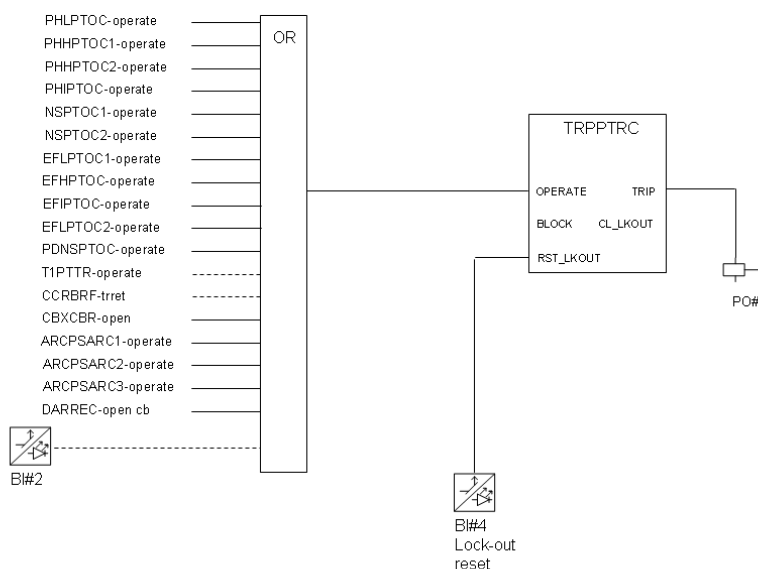 PHLPTOC-operate
PHHPTOC1-operate
PHHPTOC2-operate
PHIPTOC-operate
NSPTOC1-operate
NSPTOC2-operate
EFLPTOC1-operate
EFHPTOC-operate
EFIPTOC-operate
EFLPTOC2-operate
PDNSPTOC-operate
T1PTTR-operate
CCRBRF-trret
CBXCBR-open
ARCPSARC1-operate
ARCPSARC2-operate
ARCPSARC3-operate
DARREC-open cb
BI#2
OR
TRPPTRC
OPERATE TRIP
BLOCK CL_LKOUT
RST_LKOUT
PO#
BI#4
Lock-out
reset